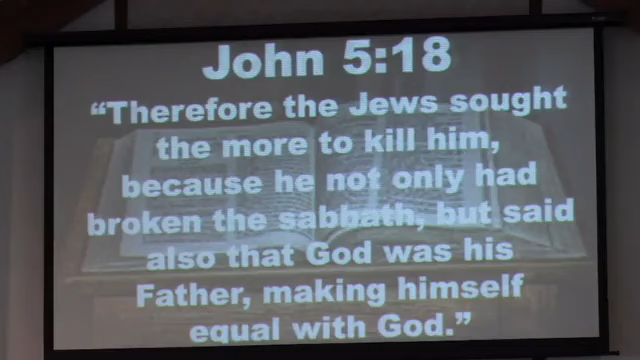 John 5:18
“Therefore the Jews sought
the more to kill him,
because he not only had
broken the sabbath, but said
also that God was his
Father, making himself
equal with God.”